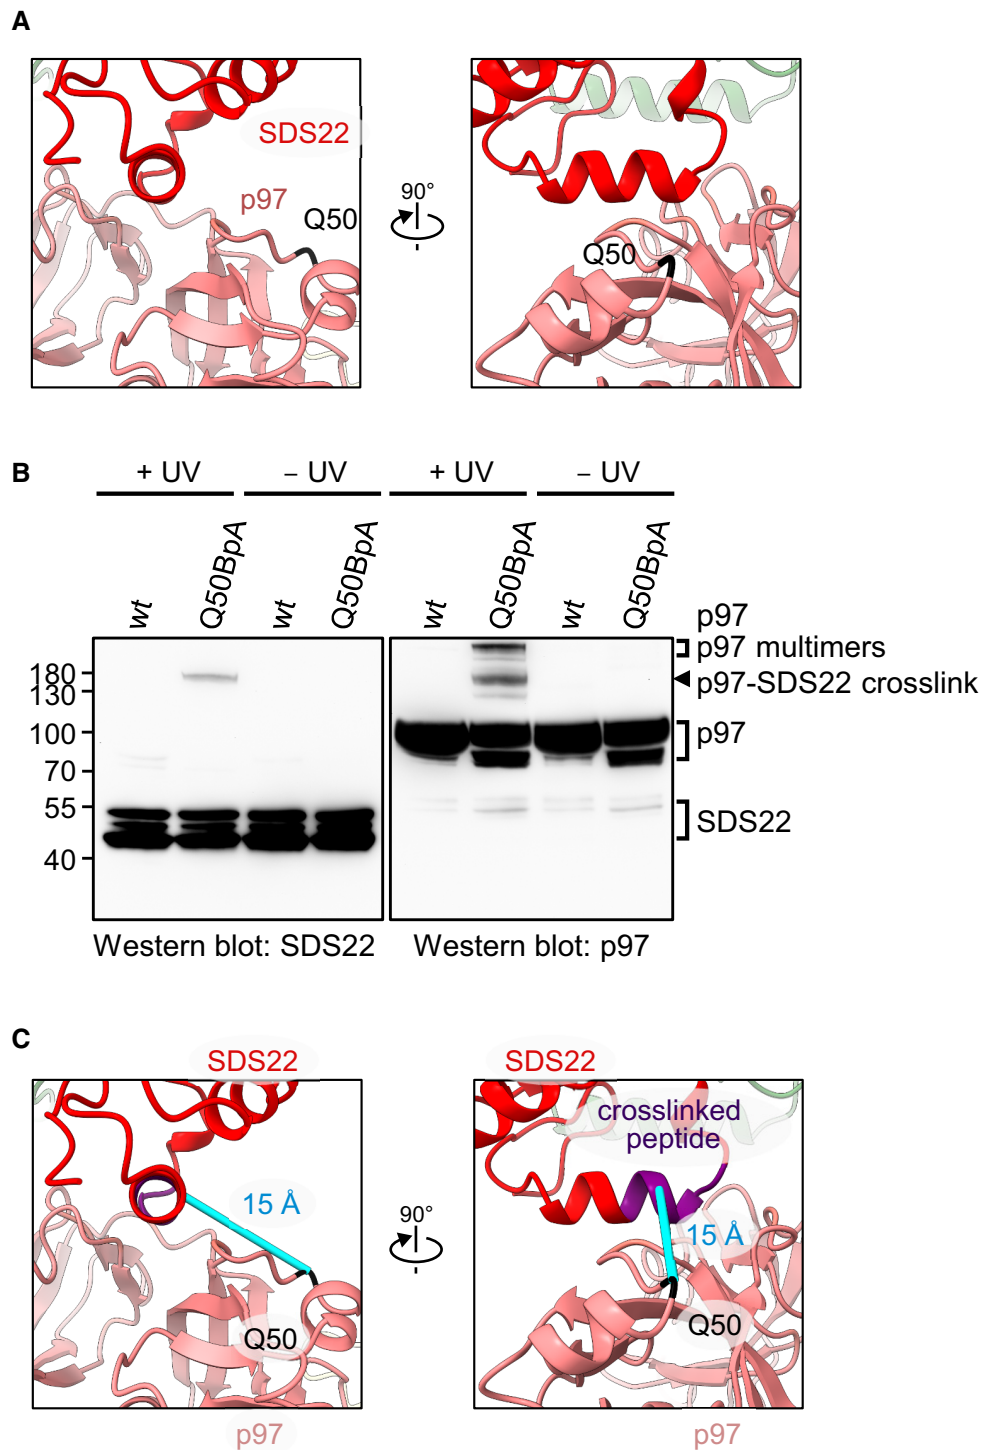 A
SDS22
p97
Q50
90°
Q50
B
+ UV
– UV
+ UV
– UV
wt
Q50BpA
wt
Q50BpA
wt
Q50BpA
wt
Q50BpA
p97
180
130
100
70
55
40
p97 multimers
p97-SDS22 crosslink
p97
SDS22
Western blot: SDS22
Western blot: p97
C
SDS22
SDS22
crosslinked
peptide
15 Å
90°
15 Å
Q50
Q50
p97
p97